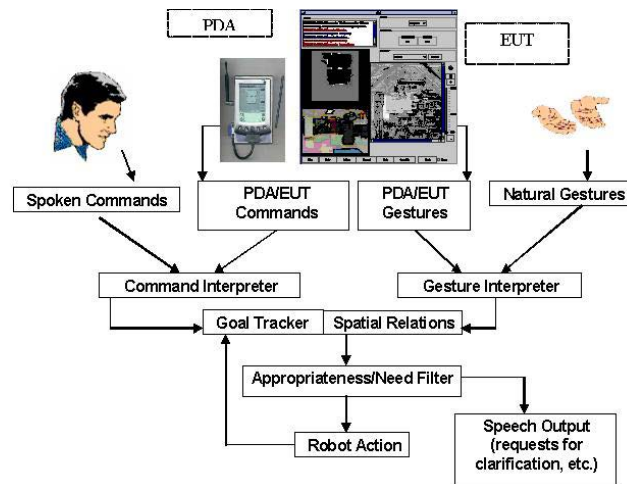 PDA
EUT
Spoken Commands
PDA/EUT
Commands
PDA/EUT
Gestures
Natural Gestures
Command Interpreter
Gesture Interpreter
Goal Tracker
Spatial Relations
Appropriateness/Need Filter
Robot Action
Speech Output
(requests for
clarification, etc.)